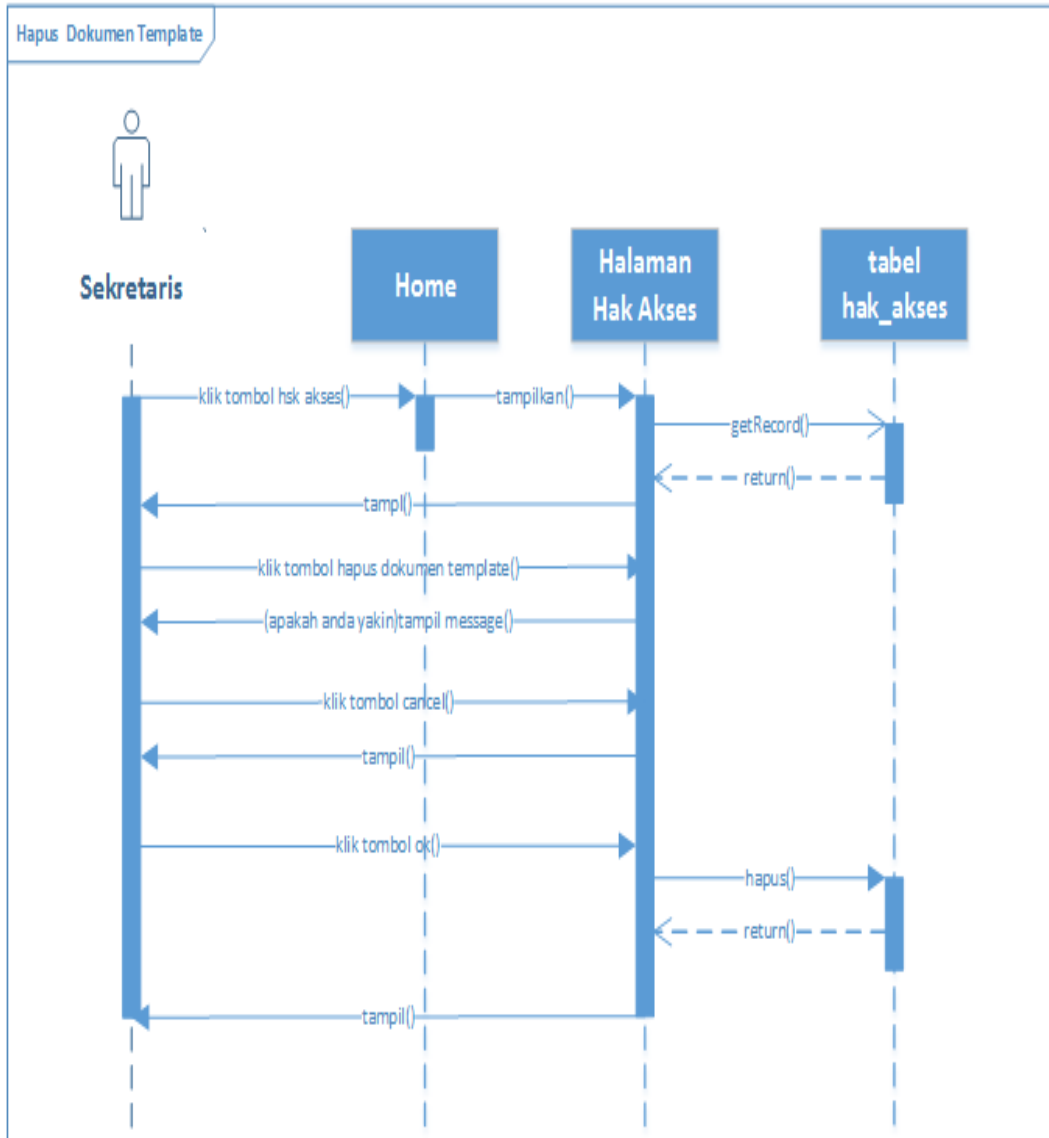 Hapus Dokumen Template
Sekretaris
Home
Halaman
Hak Akses
tabel
hak_akses
klik tombol hsk akses()
tampilkan()
getRecord()
return()
tampl()
klik tombol hapus dokumen template()
(apakah anda yakin)tampil message()
klik tombol cancel()
tampil()
klik tombol ok()
hapus()
return()
tampil()